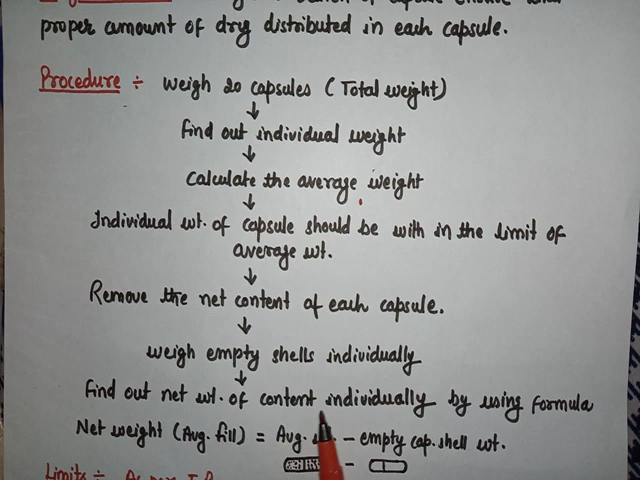 proper amount of dry distributed in each capsule.
Procedure ÷ Weigh 20 capsules (Total weight)
↓
Find out individual weight
↓
Calculate the average weight
↓
Individual wt. of capsule should be with in the limit of
average wt.
↓
Remove the net content of each capsule.
↓
weigh empty shells individually
↓
Find out net wt. of content individually by using formula
Net weight (Avg. fill) = Avg. - empty cap. shell wt.
-
Limits ÷